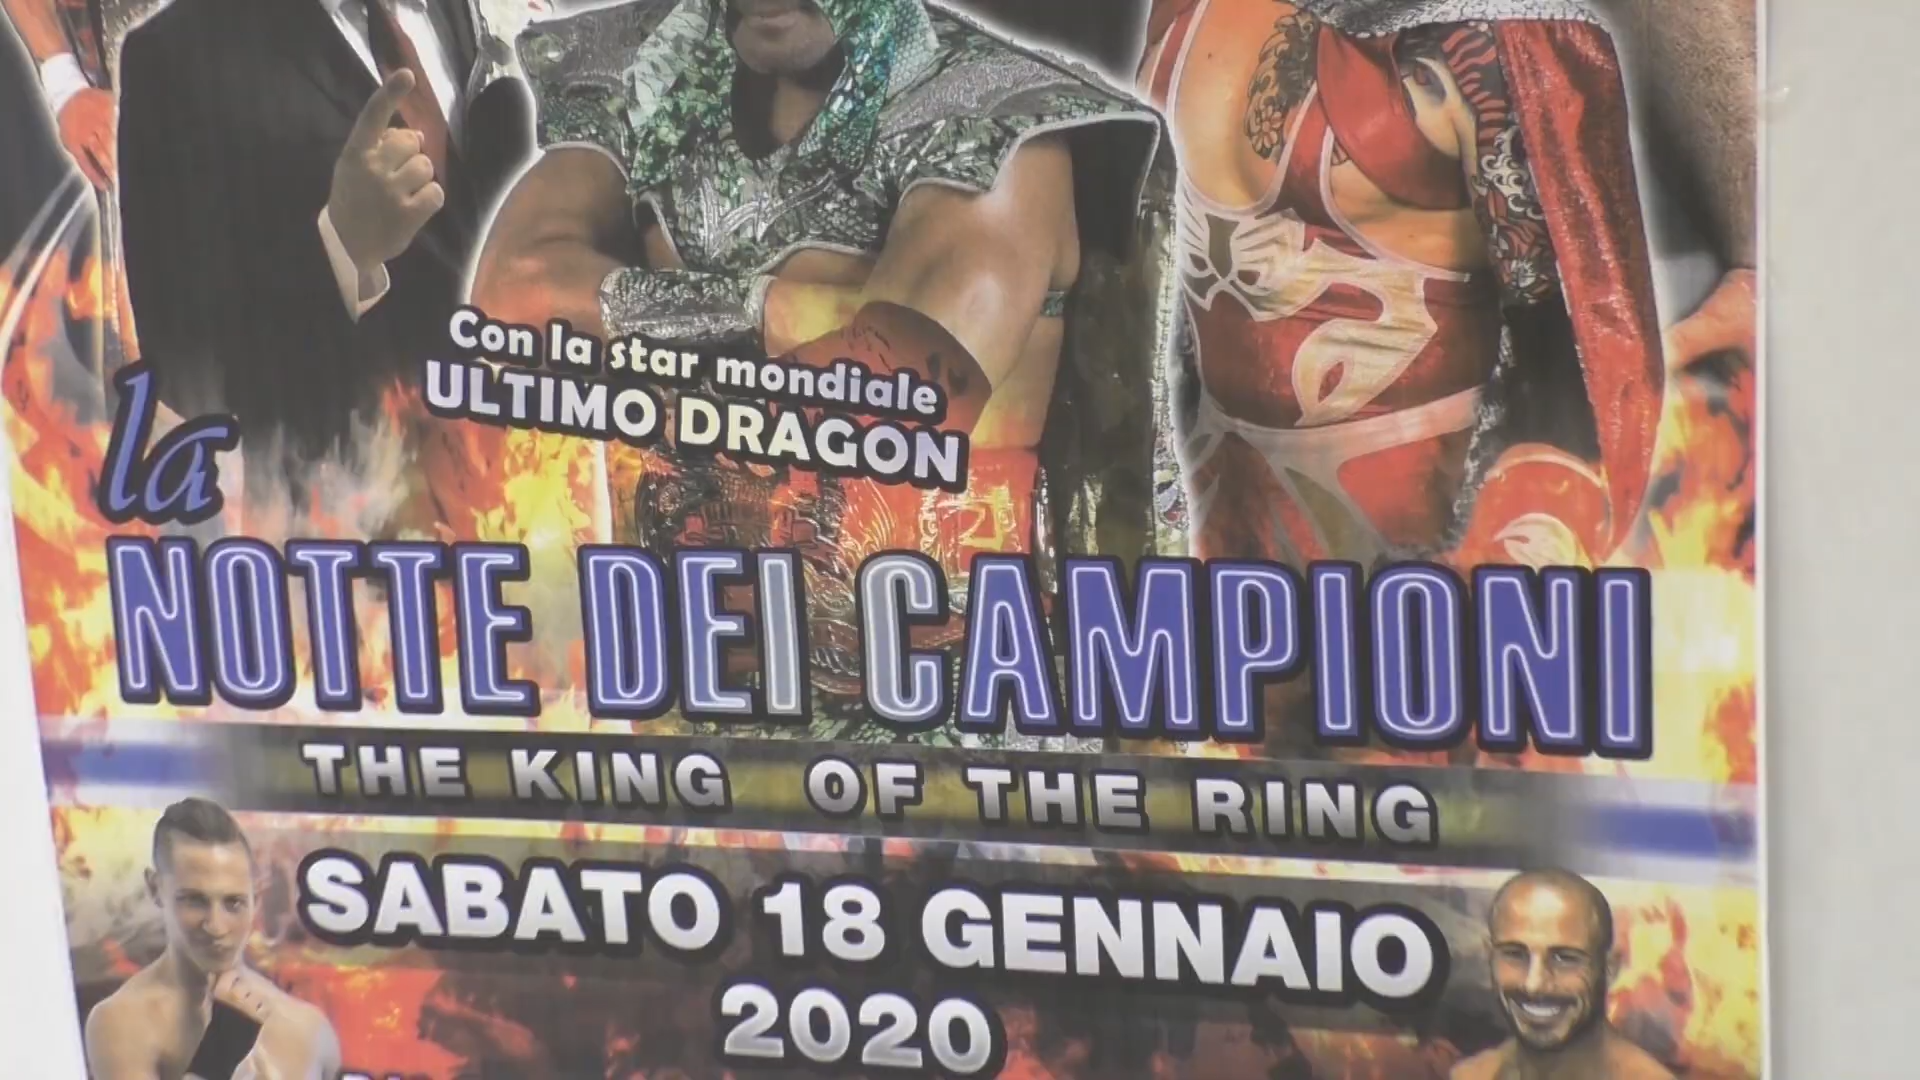 Con la star mondiale
ULTIMO DRAGON
la
NOTTE DEI CAMPIONI
THE KING OF THE RING
SABATO 18 GENNAIO
2020